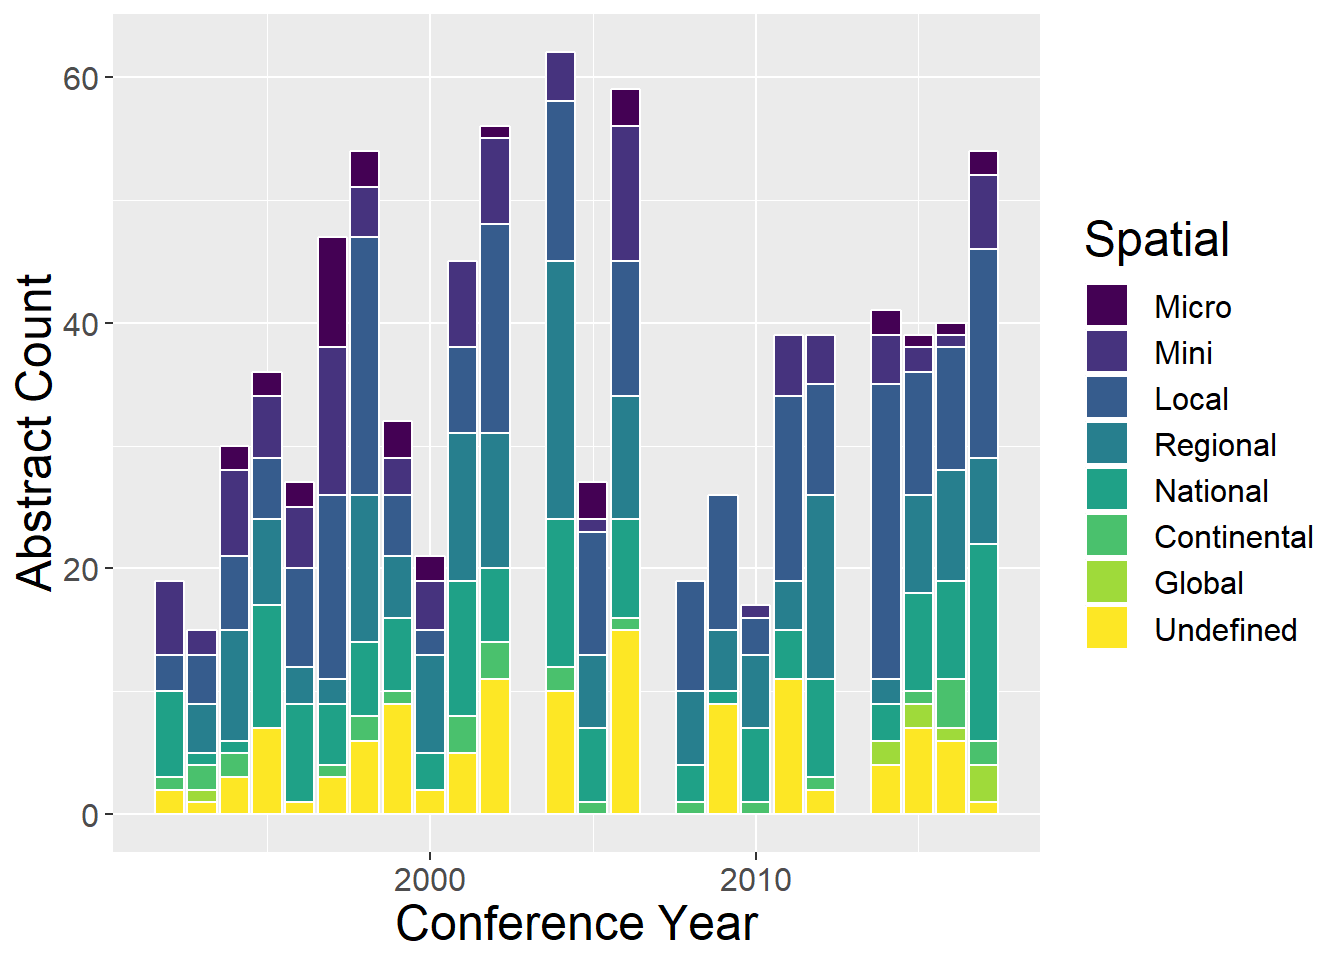 60
40
20
0
Abstract Count
2000
2010
Conference Year
Spatial
Micro
Mini
Local
Regional
National
Continental
Global
Undefined